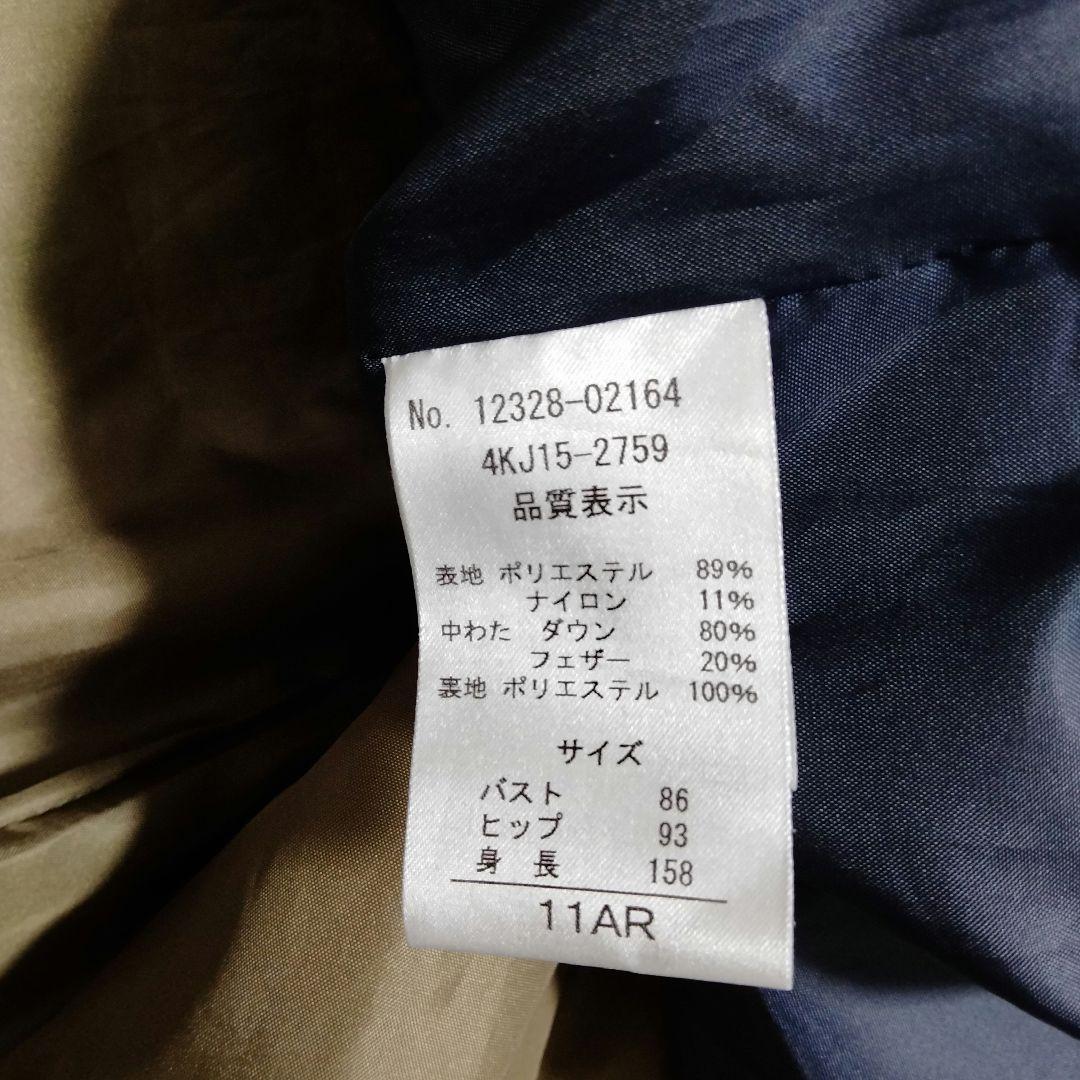 No. 12328-02164
4KJ15-2759
品質表示
表地 ポリエステル 89%
ナイロン 11%
中わた ダウン 80%
フェザー 20%
裏地 ポリエステル 100%
サイズ
バスト 86
ヒップ 93
身長 158
11AR